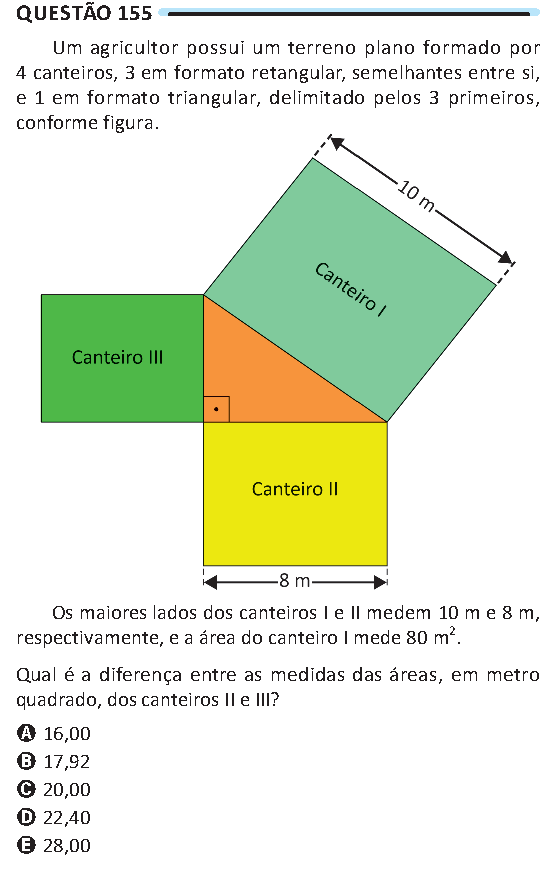 QUESTÃO 155
Um agricultor possui um terreno plano formado por
4 canteiros, 3 em formato retangular, semelhantes entre si,
e 1 em formato triangular, delimitado pelos 3 primeiros,
conforme figura.
10 m
Canteiro I
Canteiro III
Canteiro II
8 m
Os maiores lados dos canteiros I e II medem 10 m e 8 m,
respectivamente, e a área do canteiro I mede 80 m².
Qual é a diferença entre as medidas das áreas, em metro
quadrado, dos canteiros II e III?
A 16,00
B 17,92
C 20,00
D 22,40
E 28,00